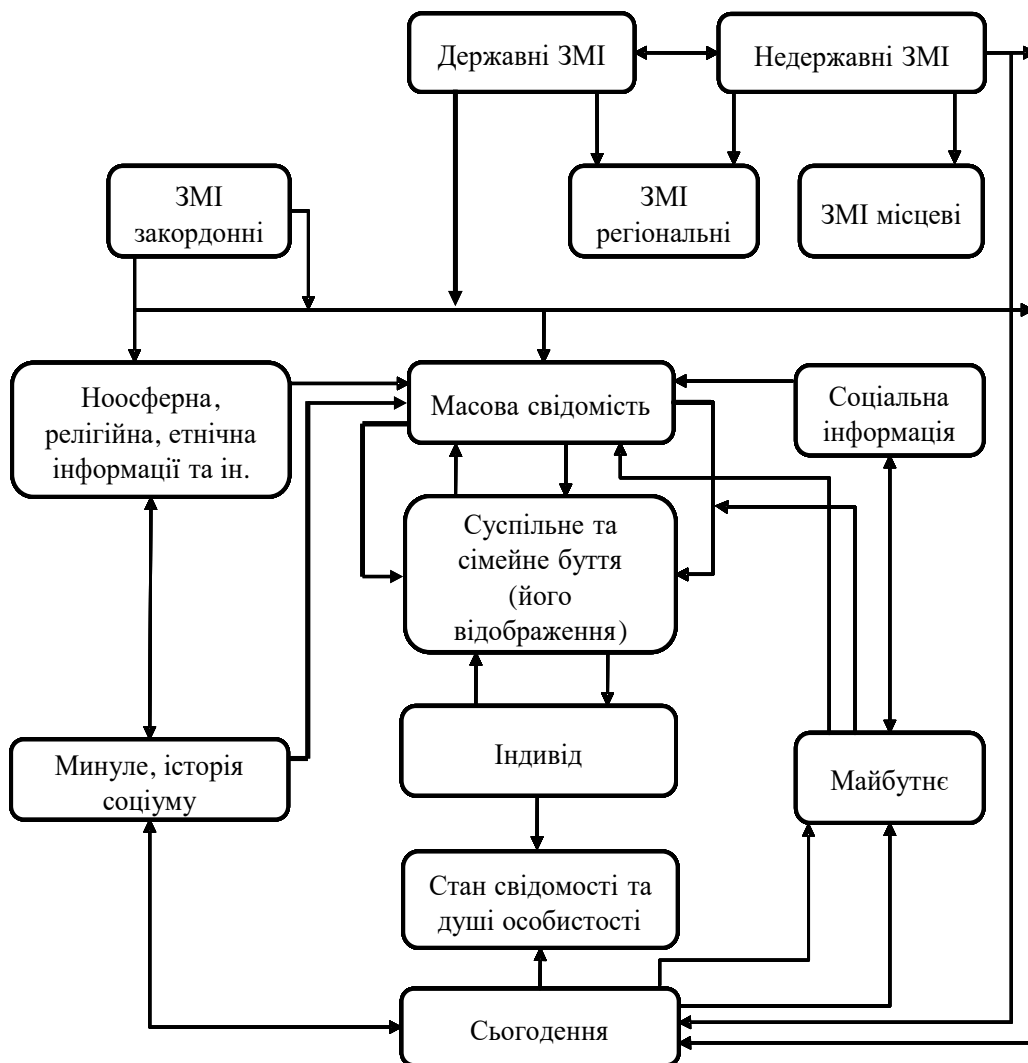 Державні ЗМІ
Недержавні ЗМІ
ЗМІ
закордонні
ЗМІ
регіональні
ЗМІ місцеві
Ноосферна,
релігійна, етнічна
інформації та ін.
Масова свідомість
Соціальна
інформація
Суспільне та
сімейне буття
(його
відображення)
Минуле, історія
соціуму
Індивід
Майбутнє
Стан свідомості та
душі особистості
Сьогодення